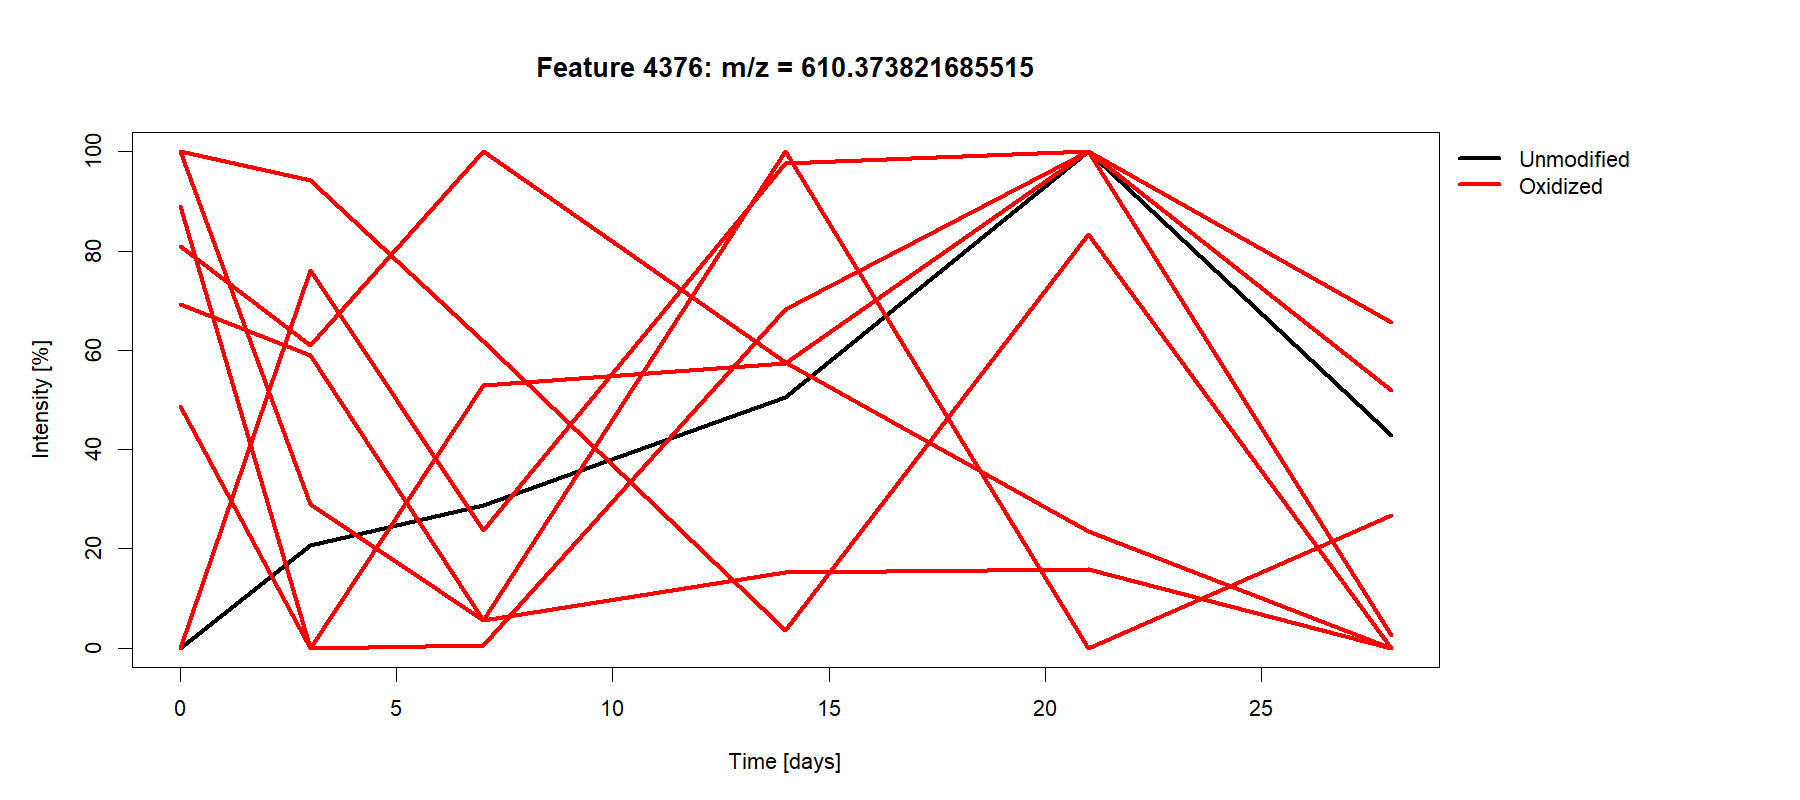 Feature 4376: m/z = 610.373821685515
Unmodified
Oxidized
Intensity [%]
100
80
60
40
20
0
0 5 10 15 20 25
Time [days]